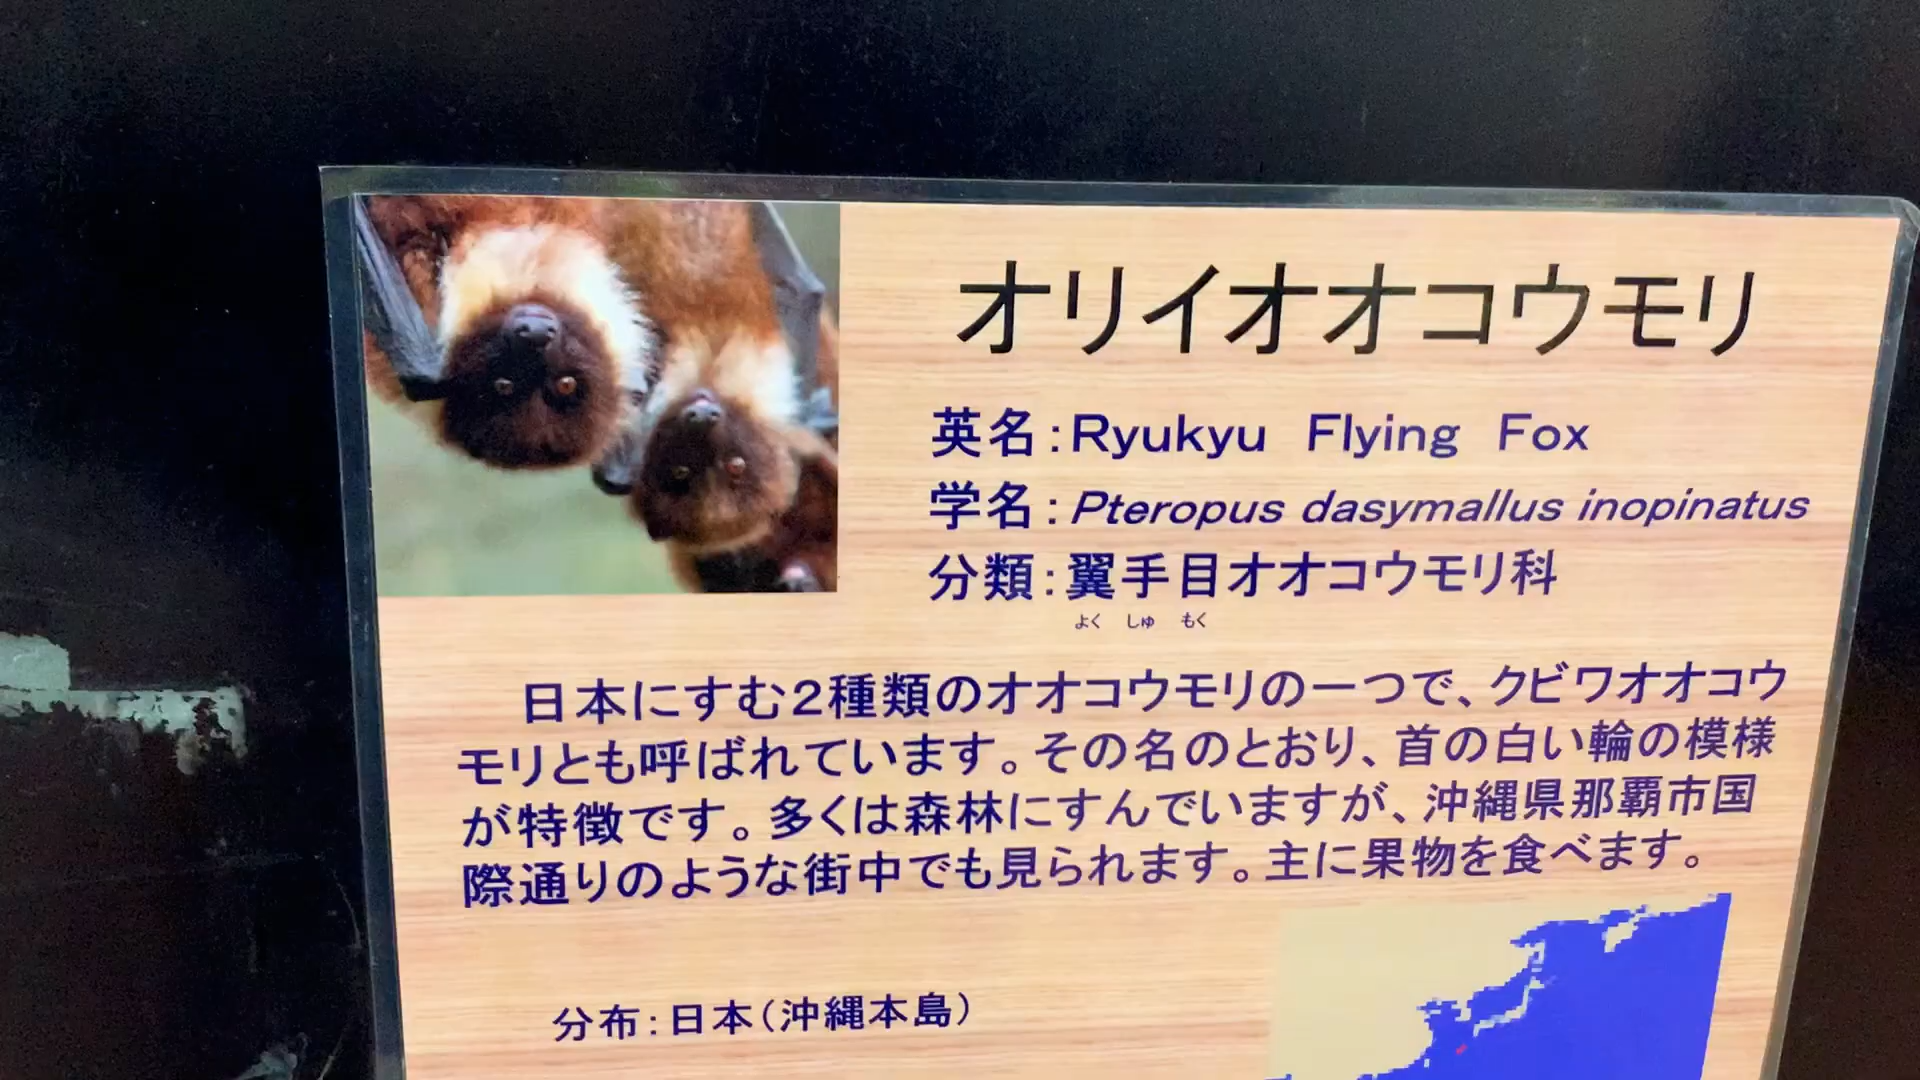 オリイオオコウモリ
英名：Ryukyu Flying Fox
学名：Pteropus dasymallus inopinatus
分類：翼手目オオコウモリ科
よく しゅ もく
日本にすむ２種類のオオコウモリの一つで、クビワオオコウ
モリとも呼ばれています。その名のとおり、首の白い輪の模様
が特徴です。多くは森林にすんでいますが、沖縄県那覇市国
際通りのような街中でも見られます。主に果物を食べます。
分布：日本（沖縄本島）